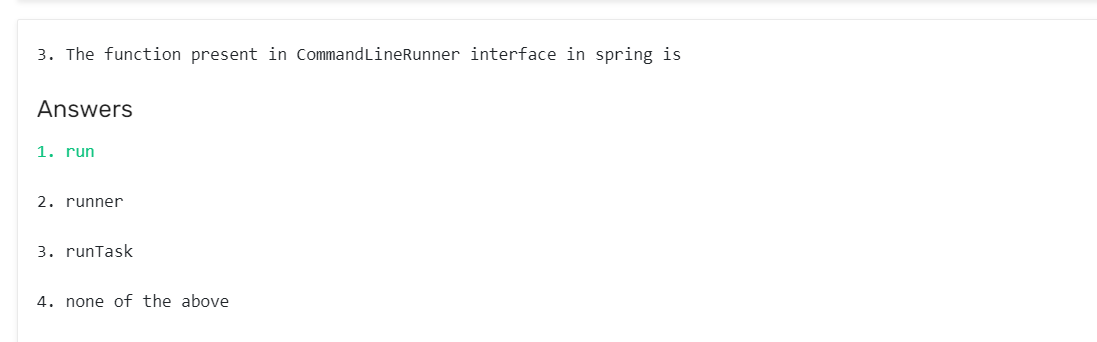 3. The function present in CommandLineRunner interface in spring is
Answers
1. run
2. runner
3. runTask
4. none of the above